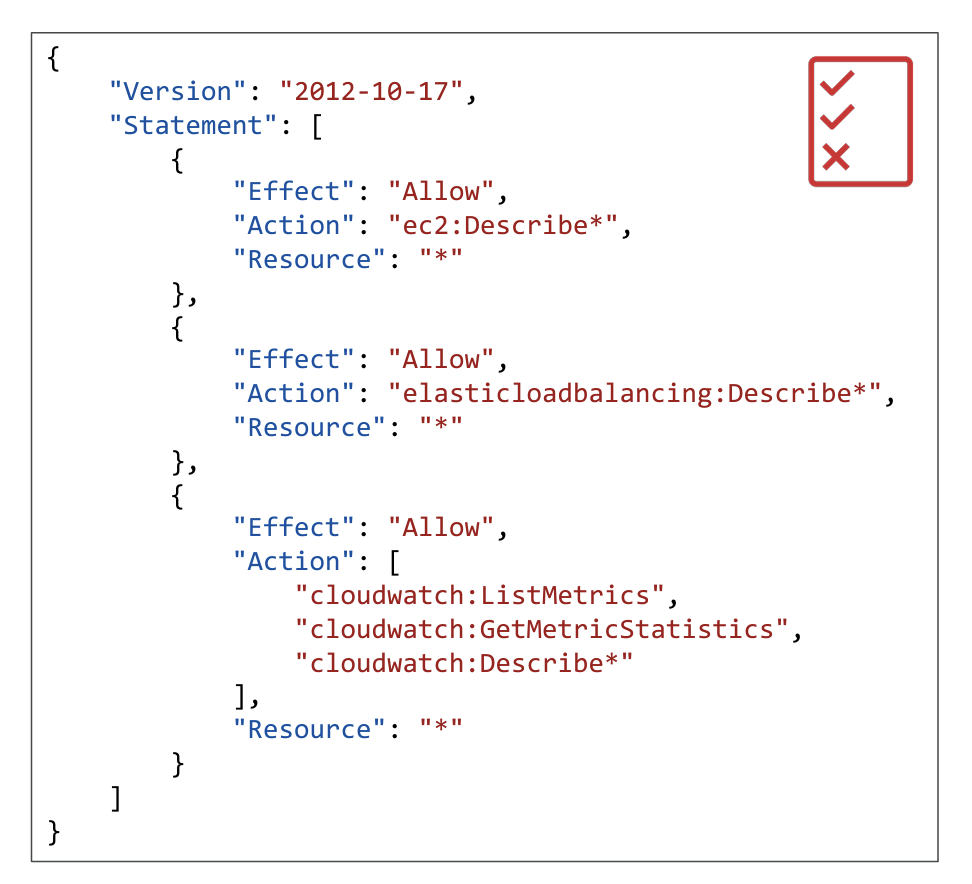 {
    "Version": "2012-10-17",
    "Statement": [
        {
            "Effect": "Allow",
            "Action": "ec2:Describe*",
            "Resource": "*"
        },
        {
            "Effect": "Allow",
            "Action": "elasticloadbalancing:Describe*",
            "Resource": "*"
        },
        {
            "Effect": "Allow",
            "Action": [
                "cloudwatch:ListMetrics",
                "cloudwatch:GetMetricStatistics",
                "cloudwatch:Describe*"
            ],
            "Resource": "*"
        }
    ]
}